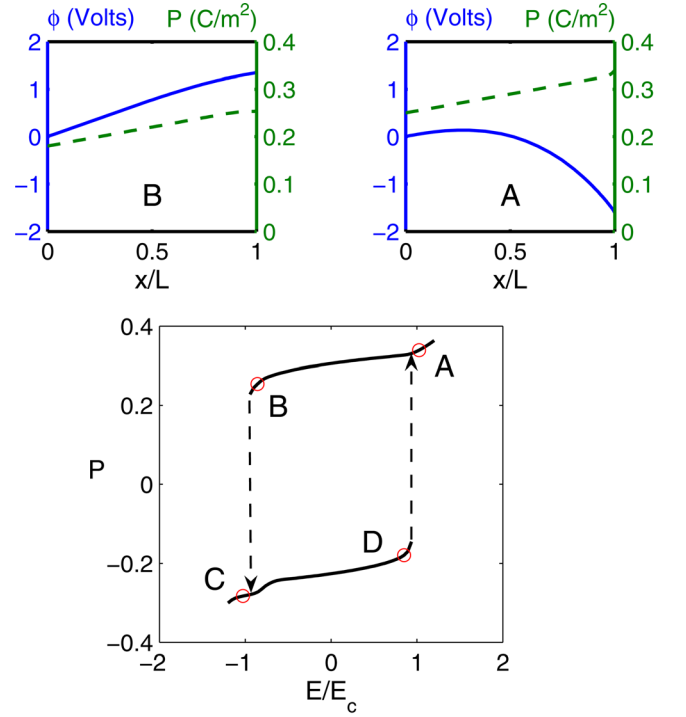 ϕ (Volts) P (C/m²) ϕ (Volts) P (C/m²)
2 0.4 2 0.4
1 0.3 1 0.3
0 0.2 0 0.2
−1 0.1 −1 0.1
B A
−2 0 −2 0
0 0.5 1 0 0.5 1
x/L x/L
0.4
A
0.2
B
P 0
D
−0.2
C
−0.4
−2 −1 0 1 2
E/E_c